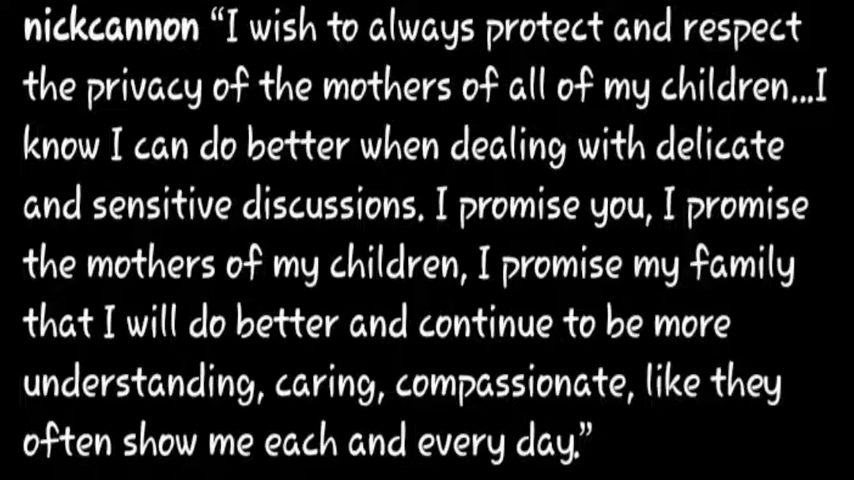 nickcannon “I wish to always protect and respect
the privacy of the mothers of all of my children...I
know I can do better when dealing with delicate
and sensitive discussions. I promise you, I promise
the mothers of my children, I promise my family
that I will do better and continue to be more
understanding, caring, compassionate, like they
often show me each and every day.”